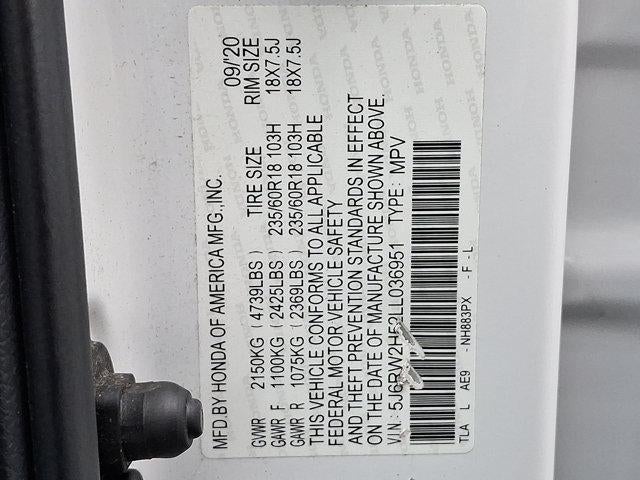 MFD.BY HONDA OF AMERICA MFG.,INC. 09/'20
GVWR 2150KG ( 4739LBS ) TIRE SIZE RIM SIZE
GAWR F 1100KG ( 2425LBS ) 235/60R18 103H 18X7.5J
GAWR R 1075KG ( 2369LBS ) 235/60R18 103H 18X7.5J
THIS VEHICLE CONFORMS TO ALL APPLICABLE
FEDERAL MOTOR VEHICLE SAFETY
AND THEFT PREVENTION STANDARDS IN EFFECT
ON THE DATE OF MANUFACTURE SHOWN ABOVE.
VIN: 5J6RW2H52LL036951 TYPE: MPV
TLA L AE9 - NH883PX - F - L